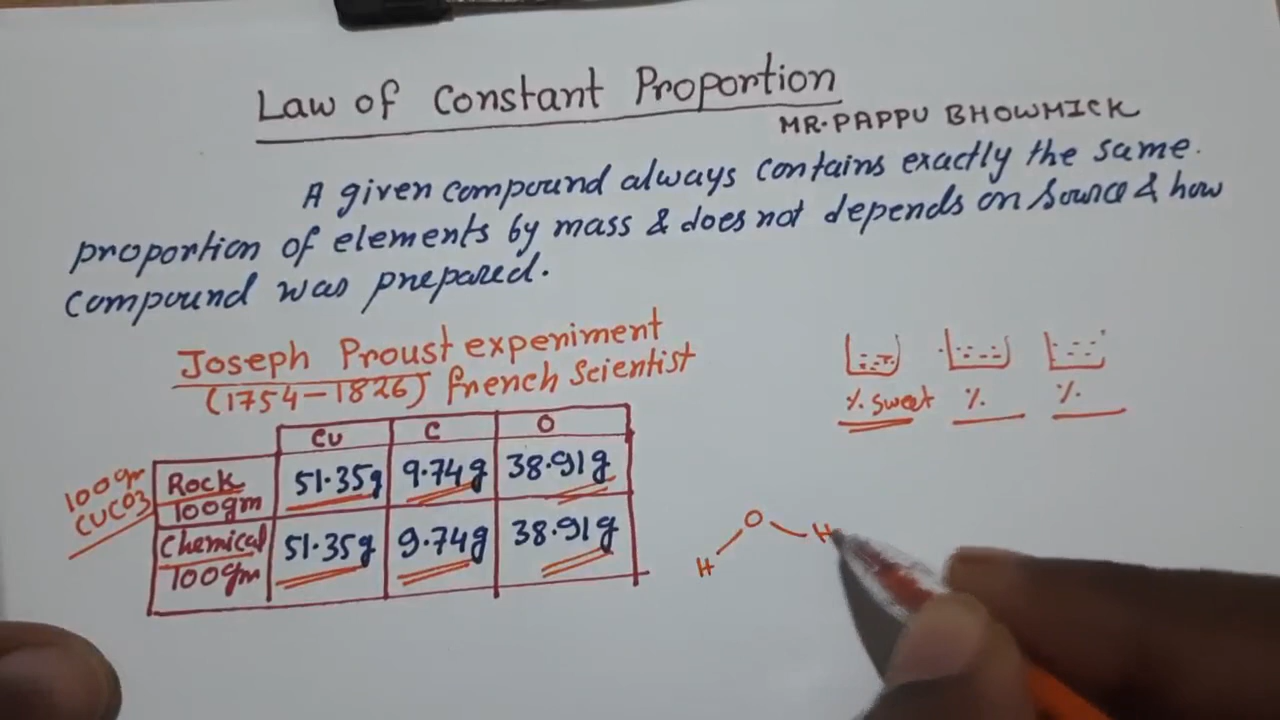 Law of Constant Proportion
MR. PAPPU BHOWMICK
A given compound always contains exactly the same.
proportion of elements by mass & does not depends on source & how
compound was prepared.
Joseph Proust experiment
(1754-1826) french scientist
% sweet % %
Cu C O
100gm
CUCO3
Rock 51.35g 9.74g 38.91g
100gm
Chemical 51.35g 9.74g 38.91g
100gm
O
H H